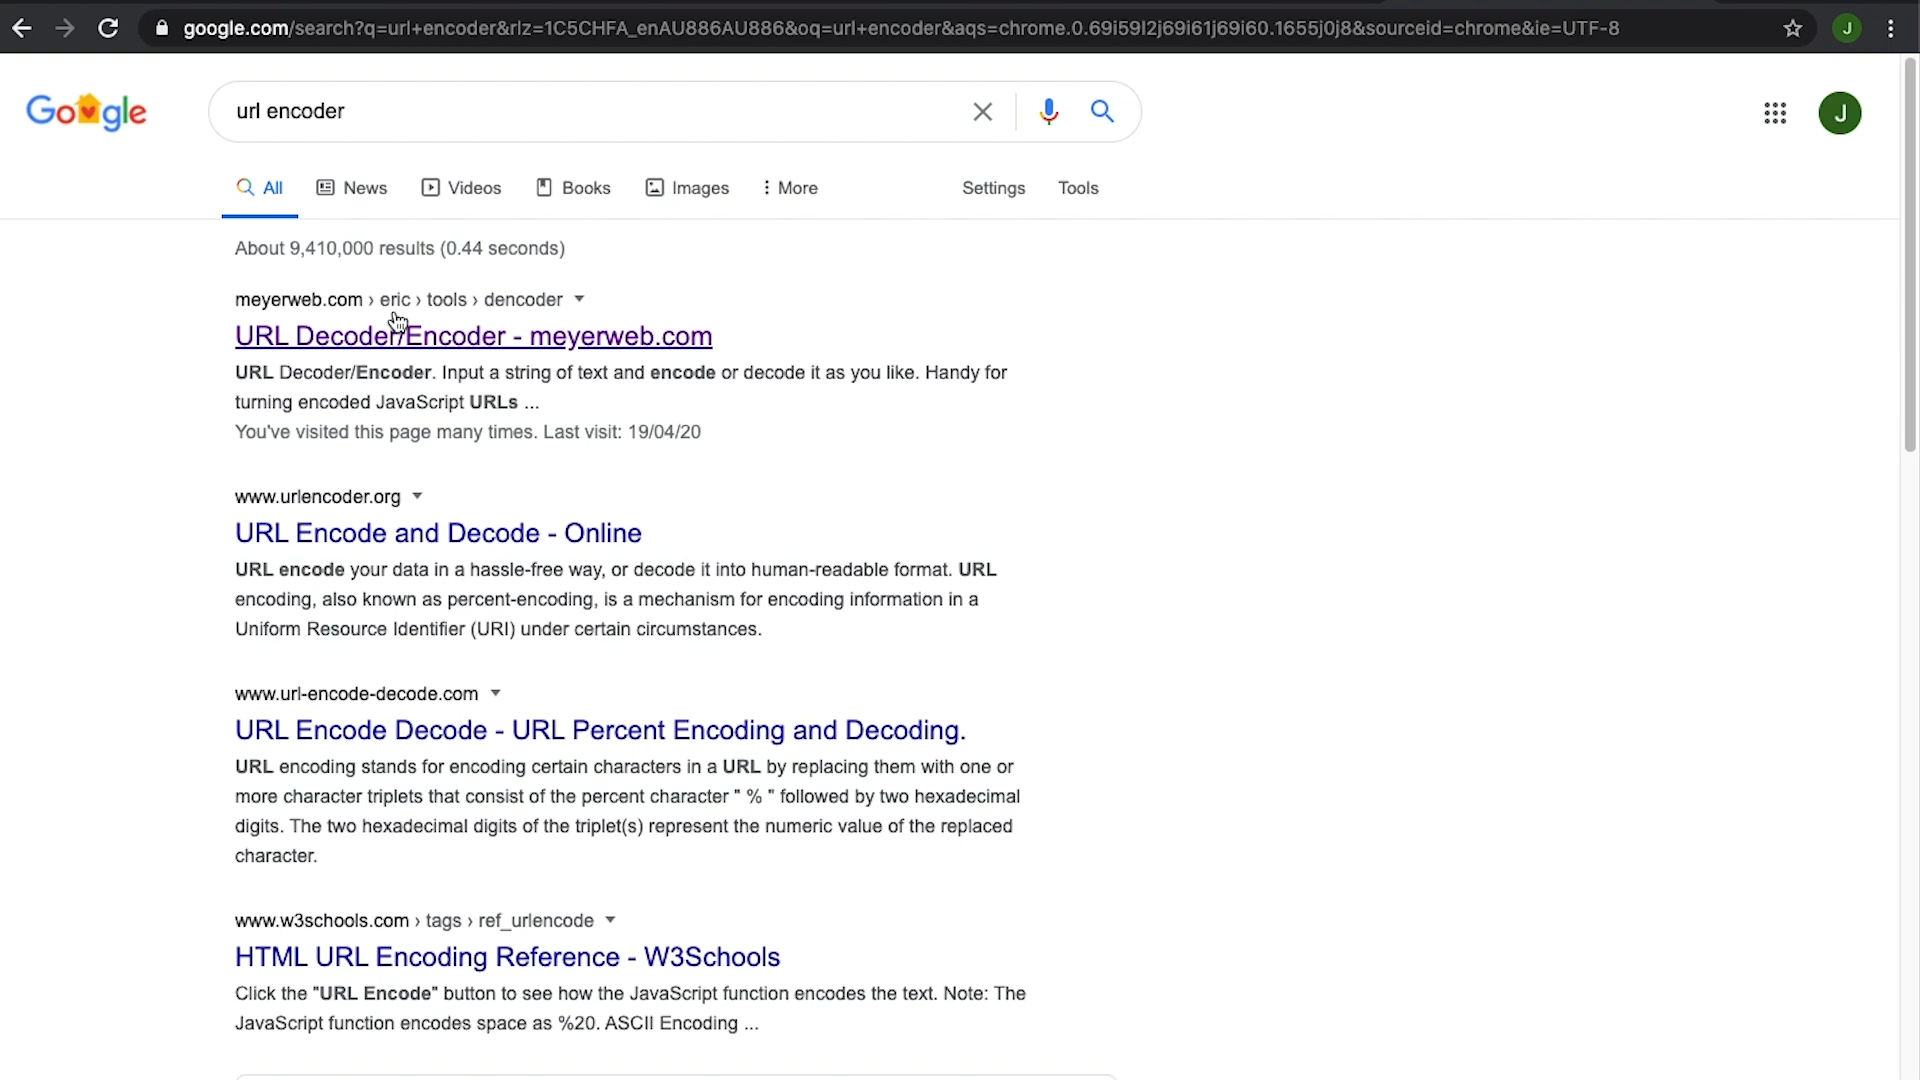 google.com/search?q=url+encoder&rlz=1C5CHFA_enAU886AU886&oq=url+encoder&aqs=chrome.0.69i59l2j69i61j69i60.1655j0j8&sourceid=chrome&ie=UTF-8
J
Google
url encoder
J
All
News
Videos
Books
Images
More
Settings
Tools
About 9,410,000 results (0.44 seconds)
meyerweb.com › eric › tools › dencoder
URL Decoder/Encoder - meyerweb.com
URL Decoder/Encoder. Input a string of text and encode or decode it as you like. Handy for
turning encoded JavaScript URLs ...
You've visited this page many times. Last visit: 19/04/20
www.urlencoder.org
URL Encode and Decode - Online
URL encode your data in a hassle-free way, or decode it into human-readable format. URL
encoding, also known as percent-encoding, is a mechanism for encoding information in a
Uniform Resource Identifier (URI) under certain circumstances.
www.url-encode-decode.com
URL Encode Decode - URL Percent Encoding and Decoding.
URL encoding stands for encoding certain characters in a URL by replacing them with one or
more character triplets that consist of the percent character " % " followed by two hexadecimal
digits. The two hexadecimal digits of the triplet(s) represent the numeric value of the replaced
character.
www.w3schools.com › tags › ref_urlencode
HTML URL Encoding Reference - W3Schools
Click the "URL Encode" button to see how the JavaScript function encodes the text. Note: The
JavaScript function encodes space as %20. ASCII Encoding ...